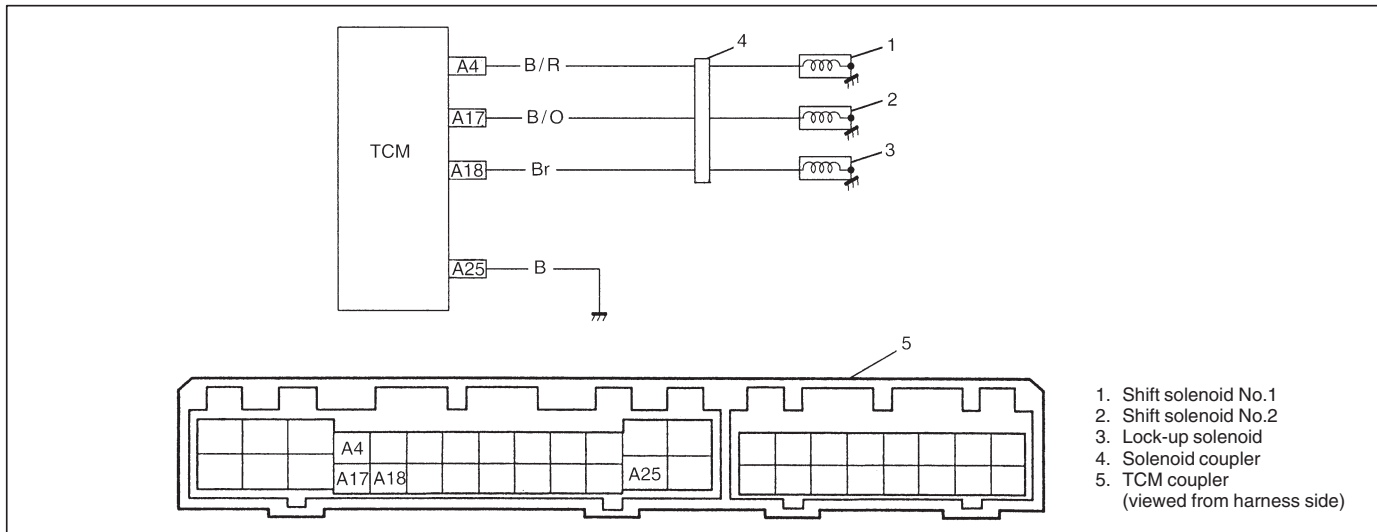 4
1
A4
B/R
2
A17
B/O
3
TCM
A18
Br
A25
B
5
A4
A17 A18
A25
1. Shift solenoid No.1
2. Shift solenoid No.2
3. Lock-up solenoid
4. Solenoid coupler
5. TCM coupler
(viewed from harness side)